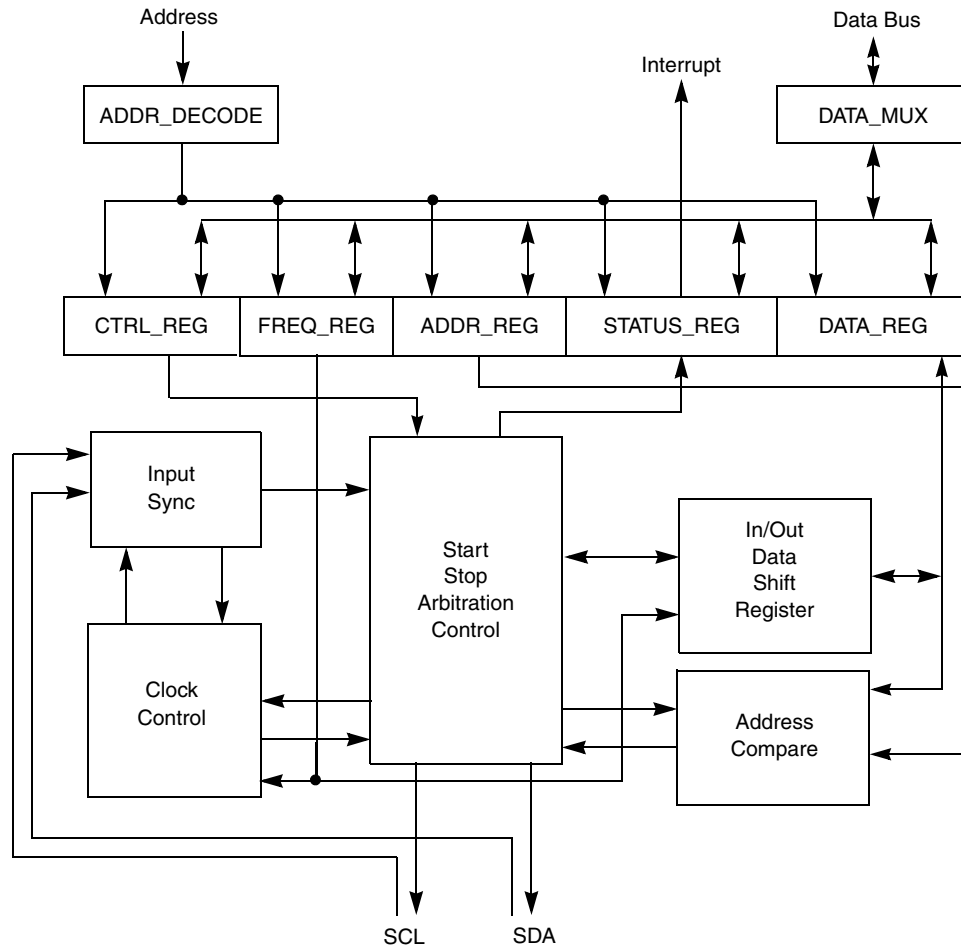 Address
Data Bus
Interrupt
ADDR_DECODE
DATA_MUX
CTRL_REG
FREQ_REG
ADDR_REG
STATUS_REG
DATA_REG
Input
Sync
Start
Stop
Arbitration
Control
In/Out
Data
Shift
Register
Clock
Control
Address
Compare
SCL
SDA